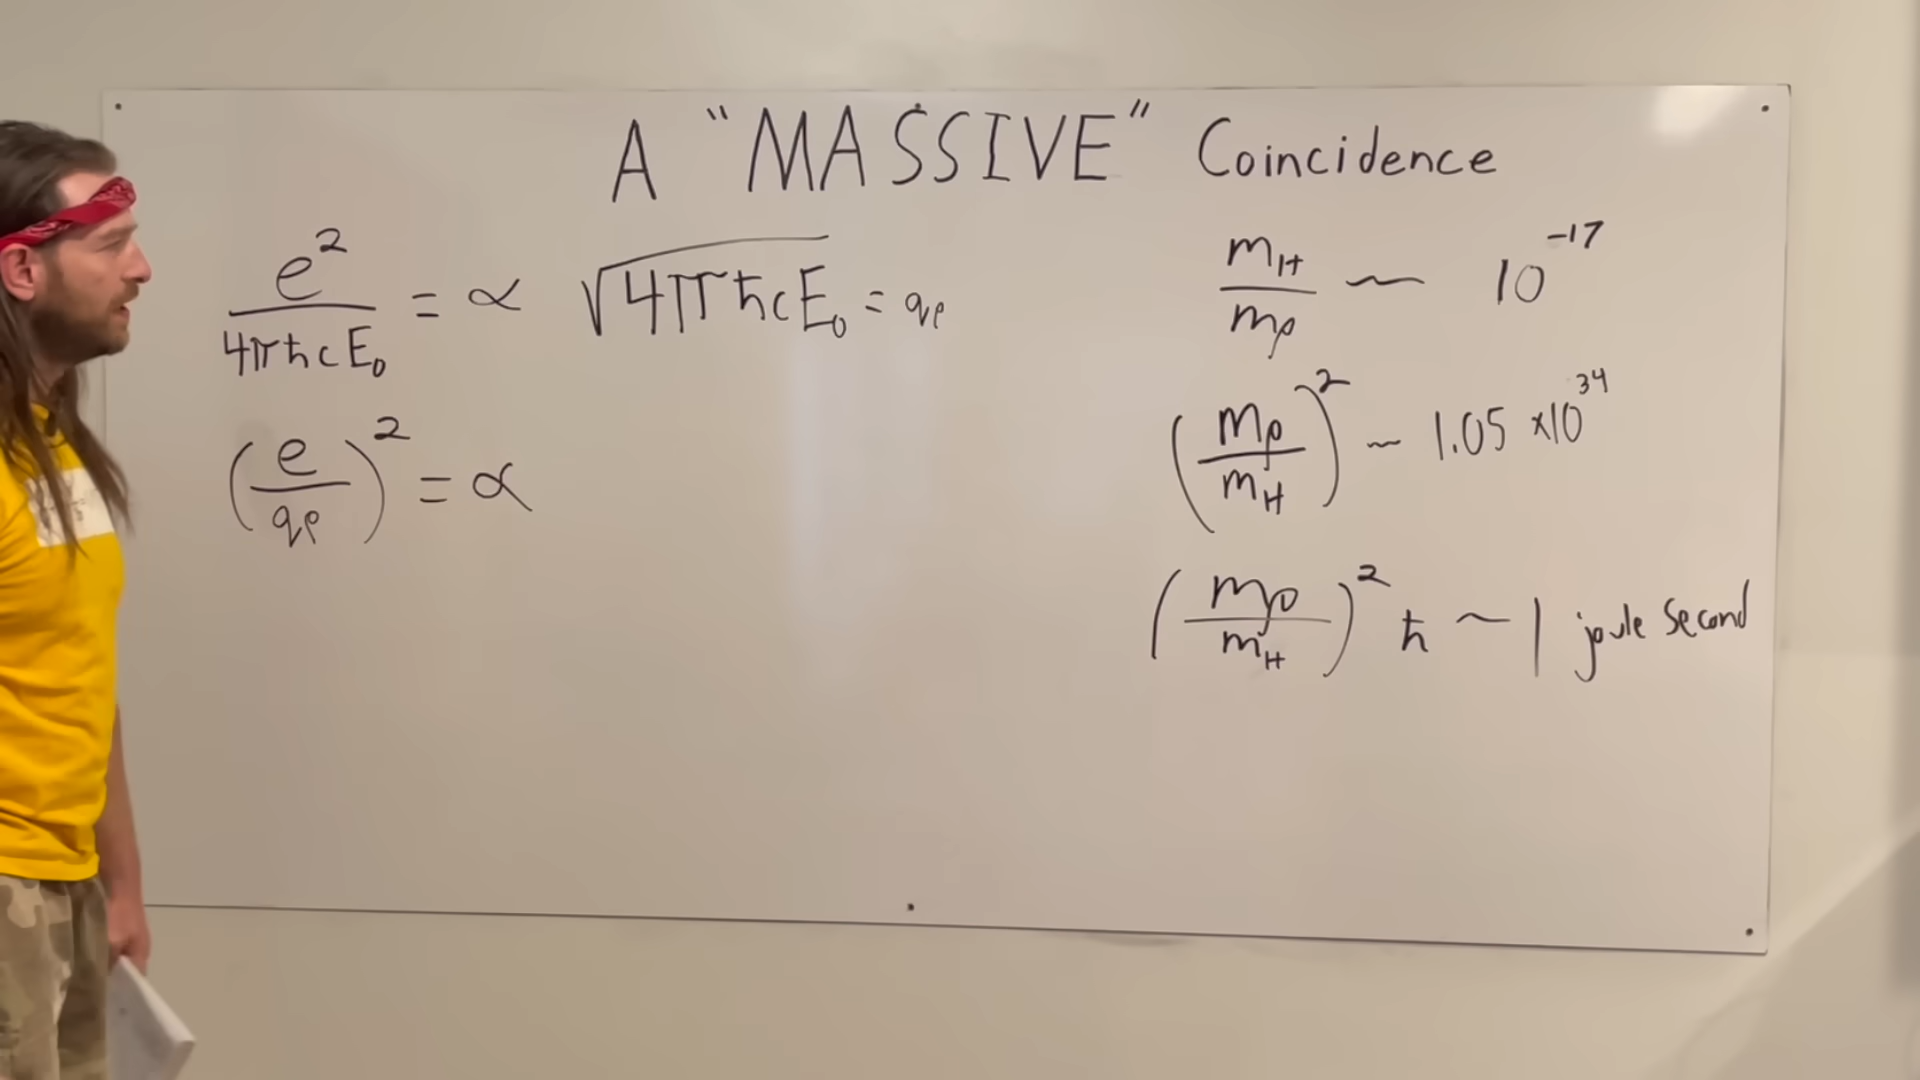 A "MASSIVE" Coincidence
e² / 4πħcE₀ = α
√4πħcE₀ = qₚ
(e / qₚ)² = α
m_H / mₚ ~ 10⁻¹⁷
(mₚ / m_H)² ~ 1.05 ×10³⁴
(mₚ / m_H)² ħ ~ 1 joule second